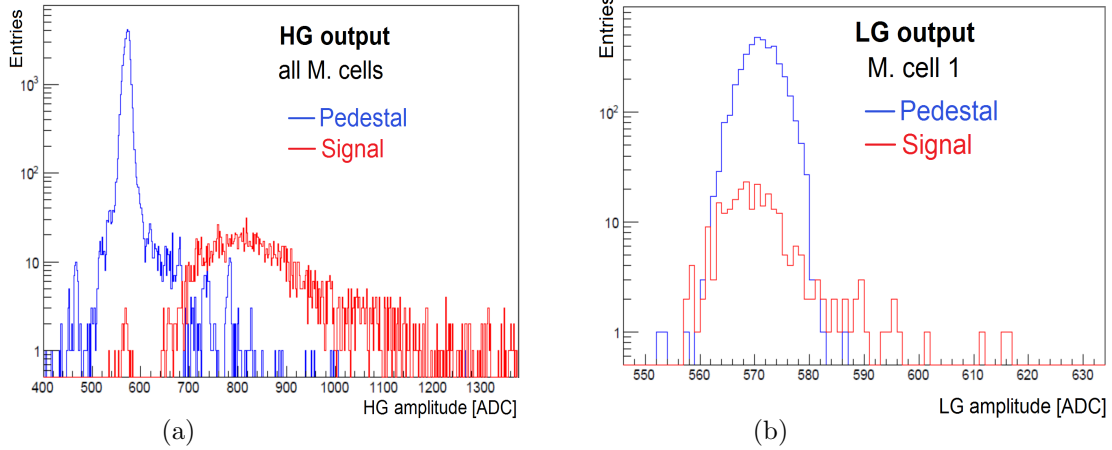 Entries
HG output
all M. cells
Pedestal
Signal
10³
10²
10
1
400 500 600 700 800 900 1000 1100 1200 1300
HG amplitude [ADC]
(a)
Entries
LG output
M. cell 1
Pedestal
Signal
10²
10
1
550 560 570 580 590 600 610 620 630
LG amplitude [ADC]
(b)